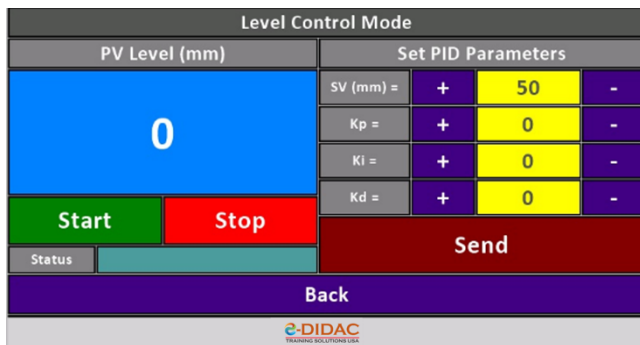 Level Control Mode
PV Level (mm)
Set PID Parameters
0
SV (mm) = + 50 -
Kp = + 0 -
Ki = + 0 -
Kd = + 0 -
Start Stop
Send
Status
Back
e-DIDAC
TRAINING SOLUTIONS USA